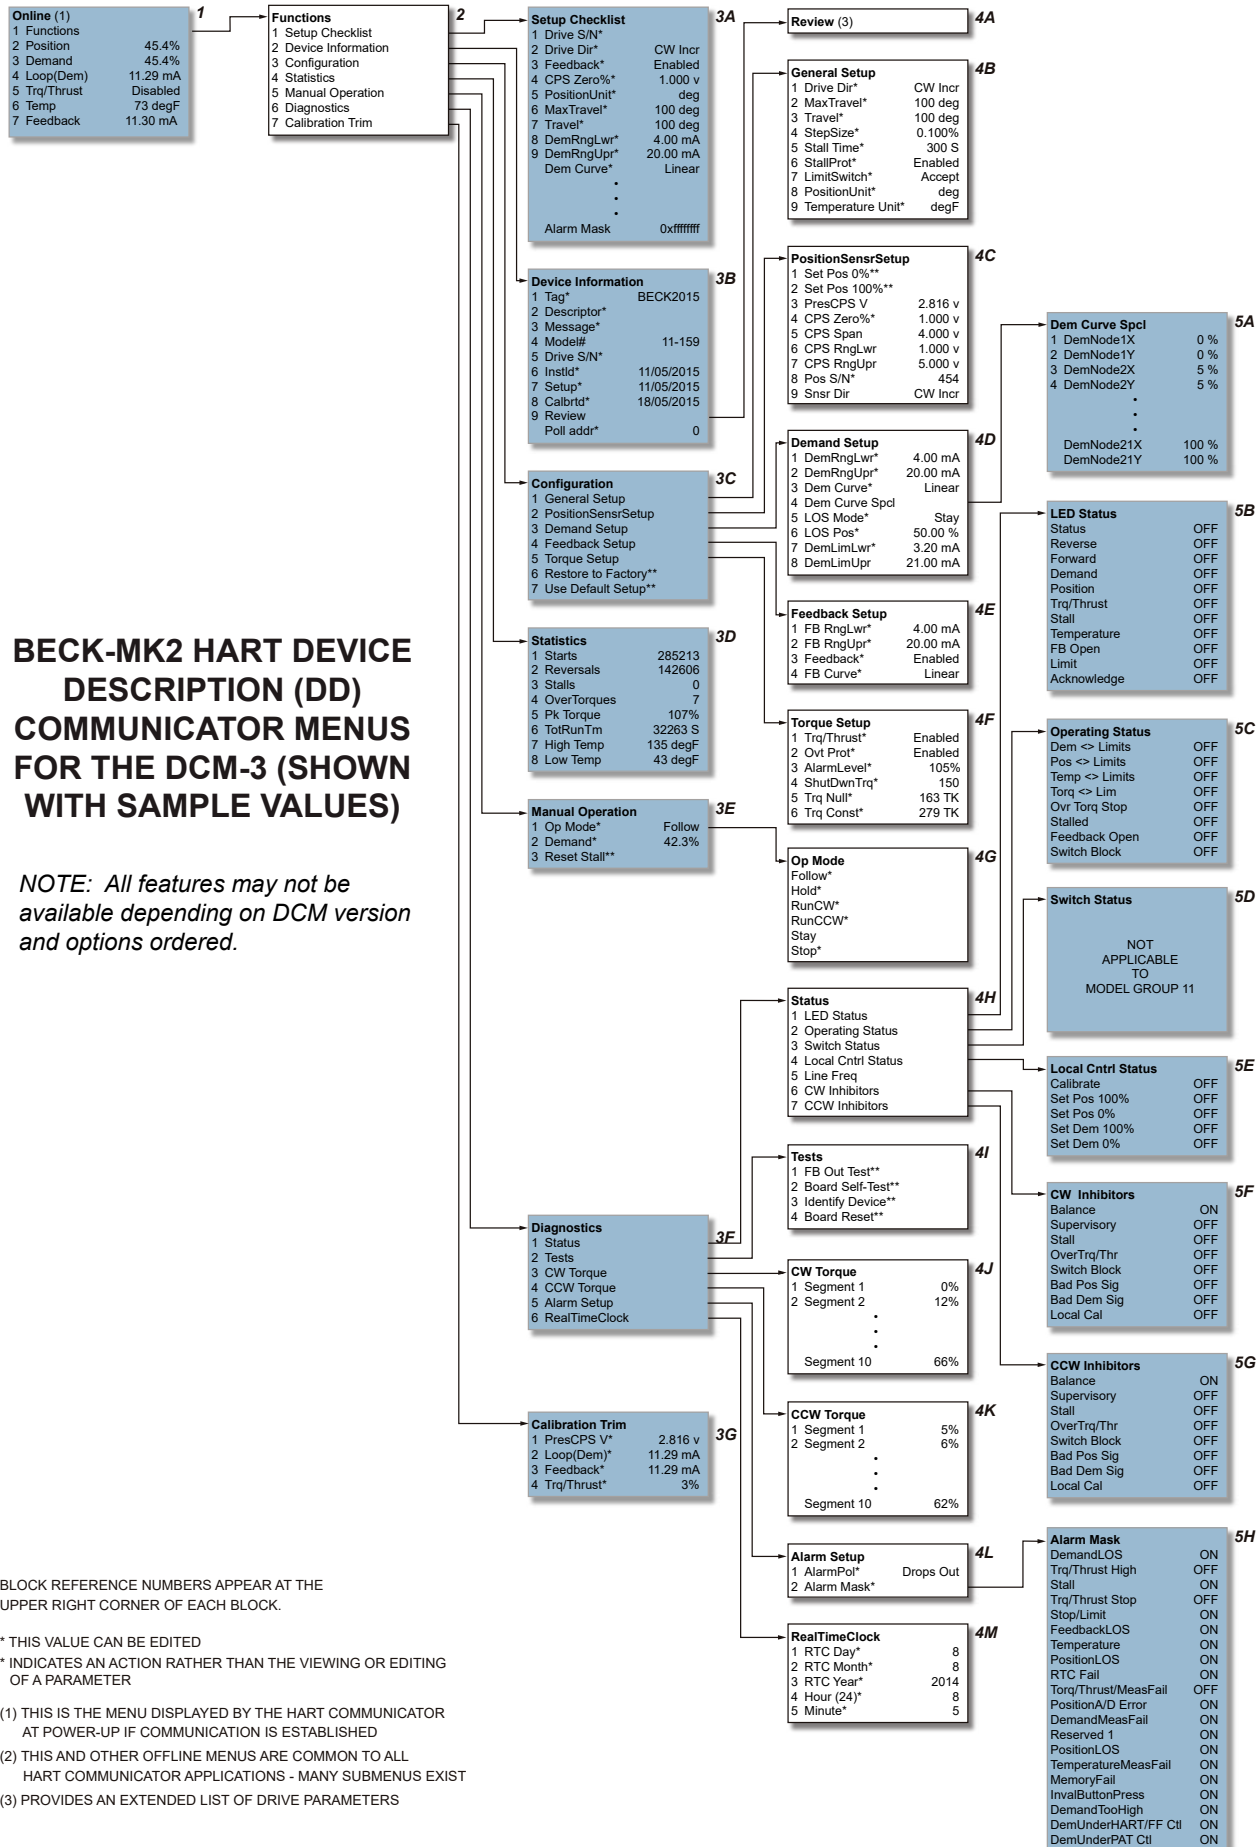 Online (1)
1 Functions
2 Position 45.4%
3 Demand 45.4%
4 Loop(Dem) 11.29 mA
5 Trq/Thrust Disabled
6 Temp 73 degF
7 Feedback 11.30 mA
1
Functions
1 Setup Checklist
2 Device Information
3 Configuration
4 Statistics
5 Manual Operation
6 Diagnostics
7 Calibration Trim
2
Setup Checklist
1 Drive S/N*
2 Drive Dir* CW Incr
3 Feedback* Enabled
4 CPS Zero%* 1.000 v
5 PositionUnit* deg
6 MaxTravel* 100 deg
7 Travel* 100 deg
8 DemRngLwr* 4.00 mA
9 DemRngUpr* 20.00 mA
Dem Curve* Linear
•
•
•
Alarm Mask 0xffffffff
3A
Device Information
1 Tag* BECK2015
2 Descriptor*
3 Message*
4 Model# 11-159
5 Drive S/N*
6 Instld* 11/05/2015
7 Setup* 11/05/2015
8 Calbrtd* 18/05/2015
9 Review
Poll addr* 0
3B
Configuration
1 General Setup
2 PositionSensrSetup
3 Demand Setup
4 Feedback Setup
5 Torque Setup
6 Restore to Factory**
7 Use Default Setup**
3C
Statistics
1 Starts 285213
2 Reversals 142606
3 Stalls 0
4 OverTorques 7
5 Pk Torque 107%
6 TotRunTm 32263 S
7 High Temp 135 degF
8 Low Temp 43 degF
3D
Manual Operation
1 Op Mode* Follow
2 Demand* 42.3%
3 Reset Stall**
3E
Diagnostics
1 Status
2 Tests
3 CW Torque
4 CCW Torque
5 Alarm Setup
6 RealTimeClock
3F
Calibration Trim
1 PresCPS V* 2.816 v
2 Loop(Dem)* 11.29 mA
3 Feedback* 11.29 mA
4 Trq/Thrust* 3%
3G
Review (3)
4A
General Setup
1 Drive Dir* CW Incr
2 MaxTravel* 100 deg
3 Travel* 100 deg
4 StepSize* 0.100%
5 Stall Time* 300 S
6 StallProt* Enabled
7 LimitSwitch* Accept
8 PositionUnit* deg
9 Temperature Unit* degF
4B
PositionSensrSetup
1 Set Pos 0%**
2 Set Pos 100%**
3 PresCPS V 2.816 v
4 CPS Zero%* 1.000 v
5 CPS Span 4.000 v
6 CPS RngLwr 1.000 v
7 CPS RngUpr 5.000 v
8 Pos S/N* 454
9 Snsr Dir CW Incr
4C
Demand Setup
1 DemRngLwr* 4.00 mA
2 DemRngUpr* 20.00 mA
3 Dem Curve* Linear
4 Dem Curve Spcl
5 LOS Mode* Stay
6 LOS Pos* 50.00 %
7 DemLimLwr* 3.20 mA
8 DemLimUpr 21.00 mA
4D
Feedback Setup
1 FB RngLwr* 4.00 mA
2 FB RngUpr* 20.00 mA
3 Feedback* Enabled
4 FB Curve* Linear
4E
Torque Setup
1 Trq/Thrust* Enabled
2 Ovt Prot* Enabled
3 AlarmLevel* 105%
4 ShutDwnTrq* 150
5 Trq Null* 163 TK
6 Trq Const* 279 TK
4F
Op Mode
Follow*
Hold*
RunCW*
RunCCW*
Stay
Stop*
4G
Status
1 LED Status
2 Operating Status
3 Switch Status
4 Local Cntrl Status
5 Line Freq
6 CW Inhibitors
7 CCW Inhibitors
4H
Tests
1 FB Out Test**
2 Board Self-Test**
3 Identify Device**
4 Board Reset**
4I
CW Torque
1 Segment 1 0%
2 Segment 2 12%
•
•
•
Segment 10 66%
4J
CCW Torque
1 Segment 1 5%
2 Segment 2 6%
•
•
•
Segment 10 62%
4K
Alarm Setup
1 AlarmPol* Drops Out
2 Alarm Mask*
4L
RealTimeClock
1 RTC Day* 8
2 RTC Month* 8
3 RTC Year* 2014
4 Hour (24)* 8
5 Minute* 5
4M
Dem Curve Spcl
1 DemNode1X 0 %
2 DemNode1Y 0 %
3 DemNode2X 5 %
4 DemNode2Y 5 %
•
•
•
DemNode21X 100 %
DemNode21Y 100 %
5A
LED Status
Status OFF
Reverse OFF
Forward OFF
Demand OFF
Position OFF
Trq/Thrust OFF
Stall OFF
Temperature OFF
FB Open OFF
Limit OFF
Acknowledge OFF
5B
Operating Status
Dem <> Limits OFF
Pos <> Limits OFF
Temp <> Limits OFF
Torq <> Lim OFF
Ovr Torq Stop OFF
Stalled OFF
Feedback Open OFF
Switch Block OFF
5C
Switch Status
NOT
APPLICABLE
TO
MODEL GROUP 11
5D
Local Cntrl Status
Calibrate OFF
Set Pos 100% OFF
Set Pos 0% OFF
Set Dem 100% OFF
Set Dem 0% OFF
5E
CW Inhibitors
Balance ON
Supervisory OFF
Stall OFF
OverTrq/Thr OFF
Switch Block OFF
Bad Pos Sig OFF
Bad Dem Sig OFF
Local Cal OFF
5F
CCW Inhibitors
Balance ON
Supervisory OFF
Stall OFF
OverTrq/Thr OFF
Switch Block OFF
Bad Pos Sig OFF
Bad Dem Sig OFF
Local Cal OFF
5G
Alarm Mask
DemandLOS ON
Trq/Thrust High OFF
Stall ON
Trq/Thrust Stop OFF
Stop/Limit ON
FeedbackLOS ON
Temperature ON
PositionLOS ON
RTC Fail ON
Torq/Thrust/MeasFail OFF
PositionA/D Error ON
DemandMeasFail ON
Reserved 1 ON
PositionLOS ON
TemperatureMeasFail ON
MemoryFail ON
InvalButtonPress ON
DemandTooHigh ON
DemUnderHART/FF Ctl ON
DemUnderPAT Ctl ON
5H
BECK-MK2 HART DEVICE
DESCRIPTION (DD)
COMMUNICATOR MENUS
FOR THE DCM-3 (SHOWN
WITH SAMPLE VALUES)
NOTE: All features may not be
available depending on DCM version
and options ordered.
BLOCK REFERENCE NUMBERS APPEAR AT THE
UPPER RIGHT CORNER OF EACH BLOCK.
* THIS VALUE CAN BE EDITED
* INDICATES AN ACTION RATHER THAN THE VIEWING OR EDITING
OF A PARAMETER
(1) THIS IS THE MENU DISPLAYED BY THE HART COMMUNICATOR
AT POWER-UP IF COMMUNICATION IS ESTABLISHED
(2) THIS AND OTHER OFFLINE MENUS ARE COMMON TO ALL
HART COMMUNICATOR APPLICATIONS - MANY SUBMENUS EXIST
(3) PROVIDES AN EXTENDED LIST OF DRIVE PARAMETERS